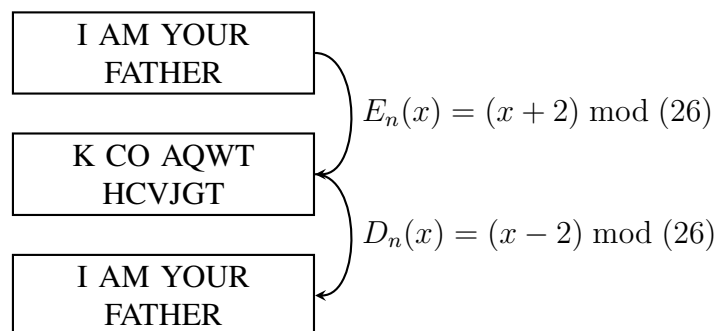 I AM YOUR
FATHER
E_n(x) = (x + 2) mod (26)
K CO AQWT
HCVJGT
D_n(x) = (x − 2) mod (26)
I AM YOUR
FATHER